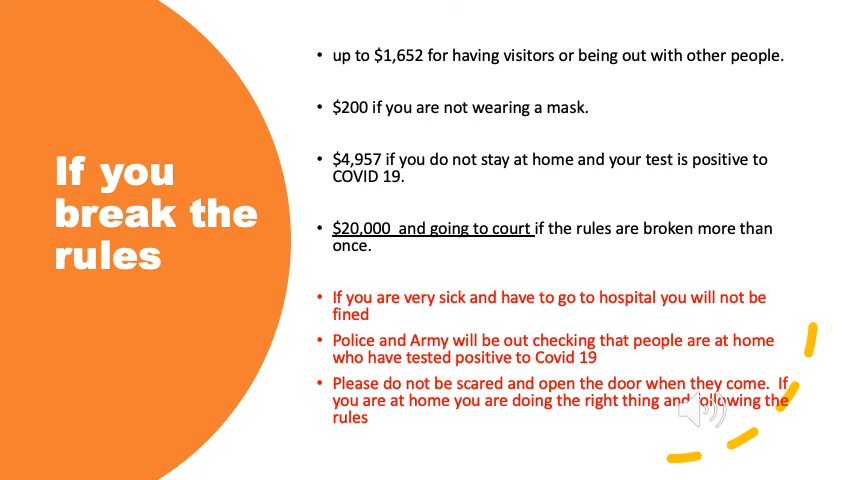 If you
break the
rules
• up to $1,652 for having visitors or being out with other people.
• $200 if you are not wearing a mask.
• $4,957 if you do not stay at home and your test is positive to
COVID 19.
• $20,000  and going to court if the rules are broken more than
once.
• If you are very sick and have to go to hospital you will not be
fined
• Police and Army will be out checking that people are at home
who have tested positive to Covid 19
• Please do not be scared and open the door when they come.  If
you are at home you are doing the right thing and following the
rules